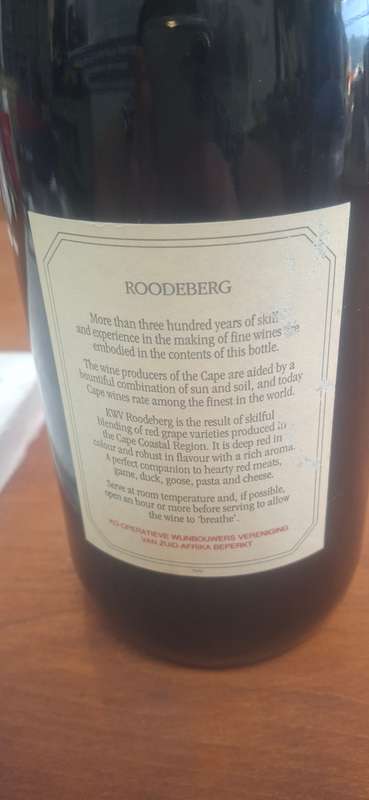 ROODEBERG
More than three hundred years of skill
and experience in the making of fine wines are
embodied in the contents of this bottle.
The wine producers of the Cape are aided by a
bountiful combination of sun and soil, and today
Cape wines rate among the finest in the world.
KWV Roodeberg is the result of skilful
blending of red grape varieties produced in
the Cape Coastal Region. It is deep red in
colour and robust in flavour with a rich aroma.
A perfect companion to hearty red meats,
game, duck, goose, pasta and cheese.
Serve at room temperature and, if possible,
open an hour or more before serving to allow
the wine to 'breathe'.
KO-OPERATIEVE WIJNBOUWERS VERENIGING
VAN ZUID-AFRIKA BEPERKT